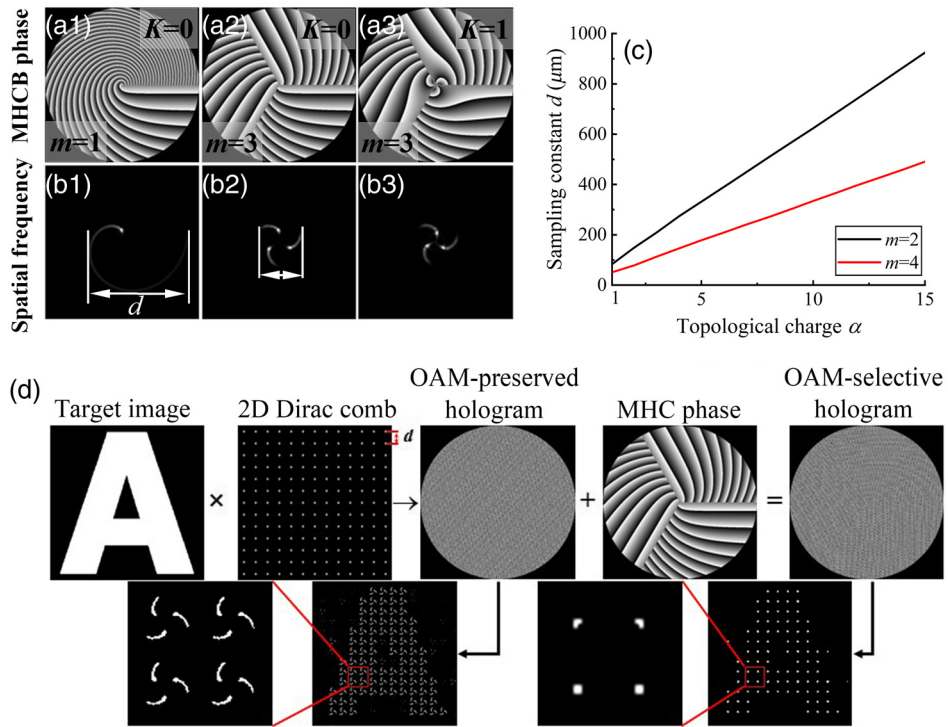 MHCB phase
(a1) K=0
m=1
(a2) K=0
m=3
(a3) K=1
m=3
Spatial frequency
(b1)
d
(b2)
(b3)
(c)
Sampling constant d (μm)
1000
800
600
400
200
0
m=2
m=4
1 5 10 15
Topological charge α
(d)
Target image
2D Dirac comb
OAM-preserved
hologram
MHC phase
OAM-selective
hologram
A
d
× → + =